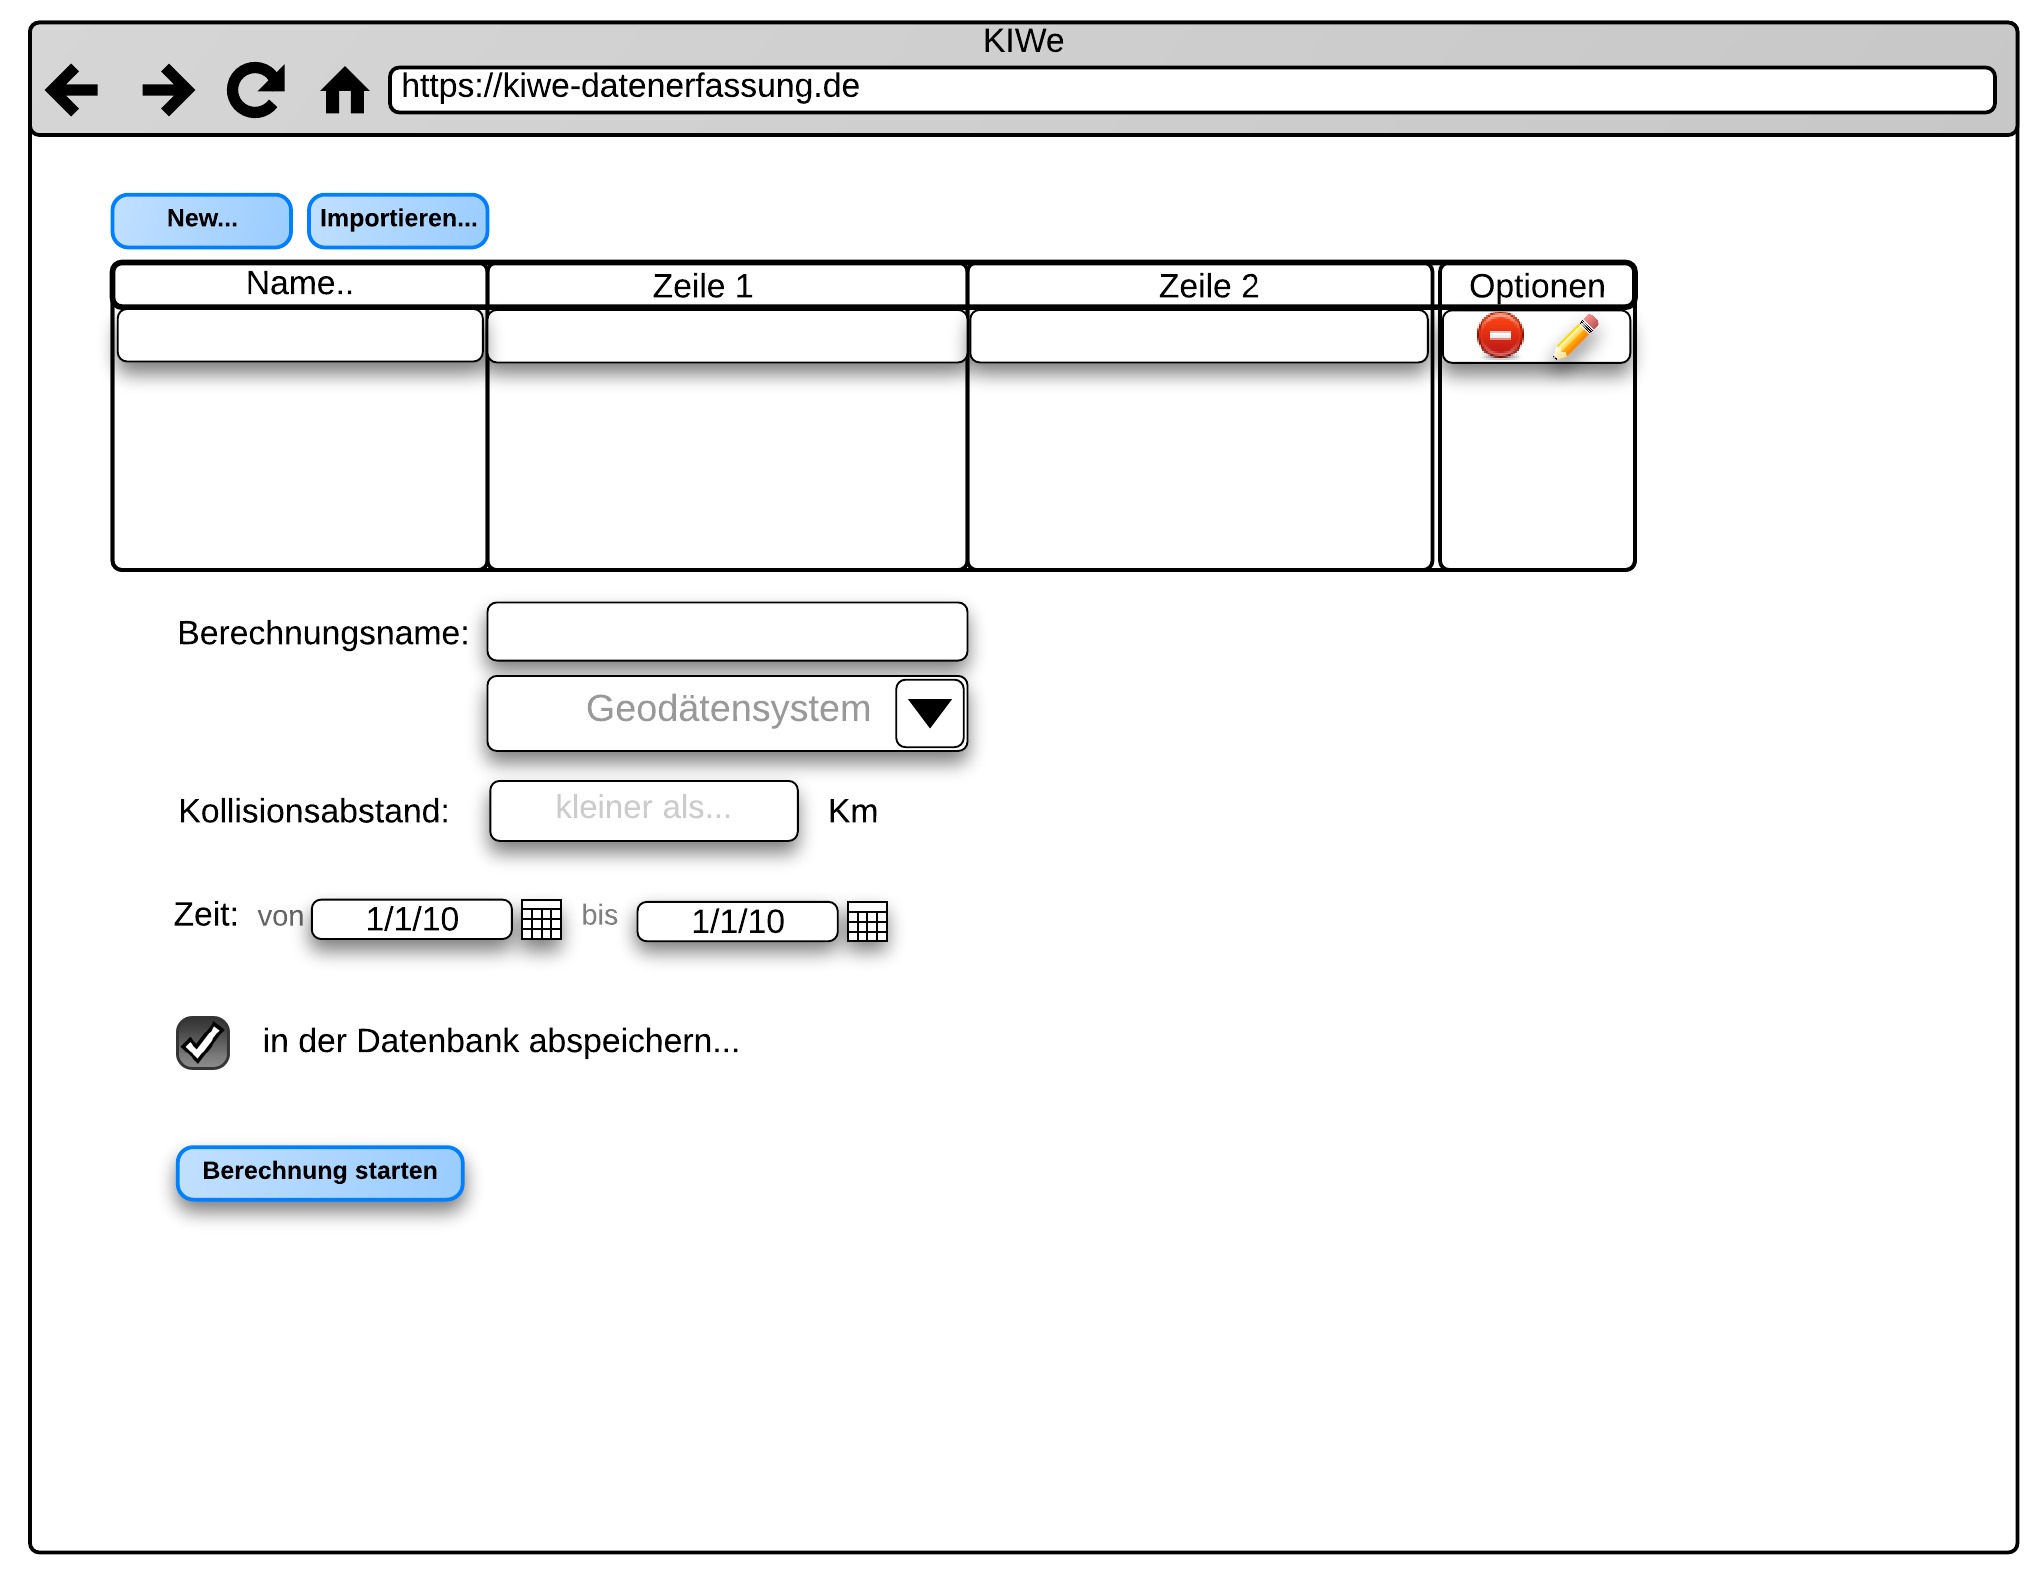 KIWe
https://kiwe-datenerfassung.de
New... Importieren...
Name.. Zeile 1 Zeile 2 Optionen
Berechnungsname:
Geodätensystem
Kollisionsabstand: kleiner als... Km
Zeit: von 1/1/10 bis 1/1/10
in der Datenbank abspeichern...
Berechnung starten